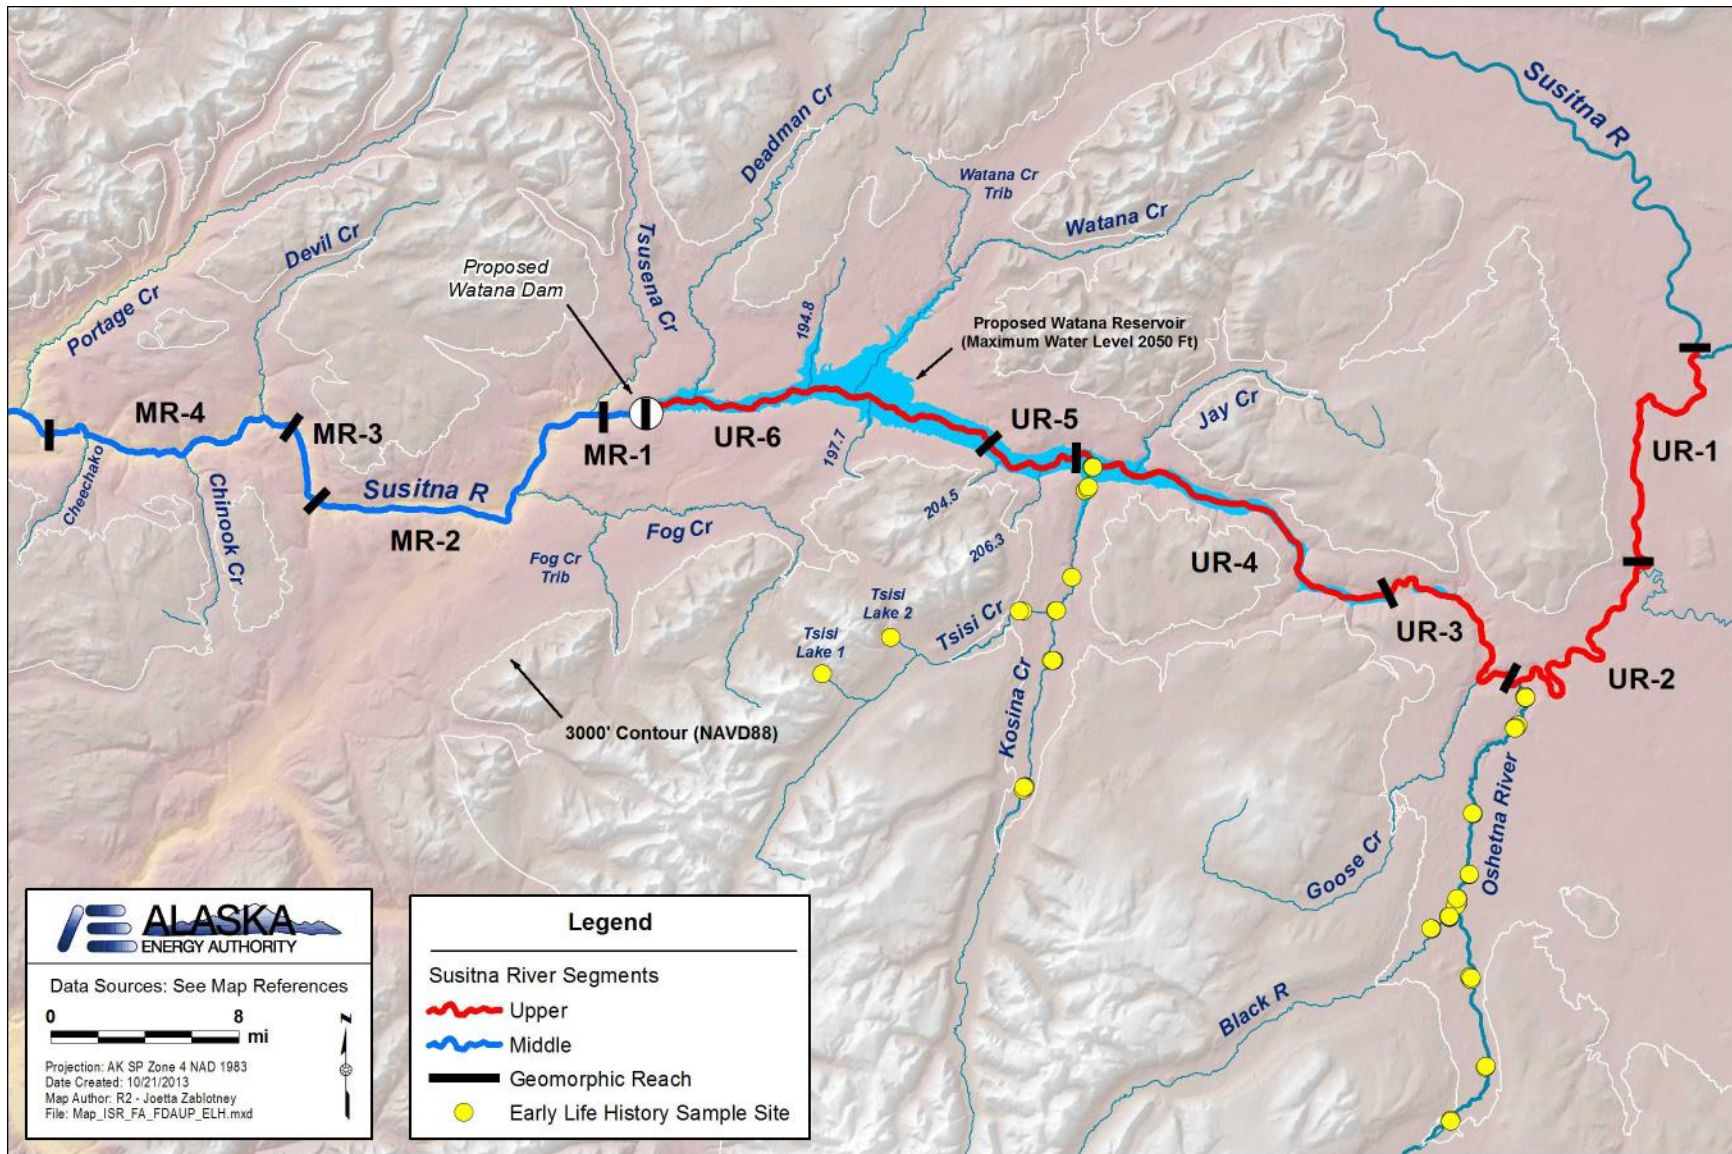 Susitna R
Deadman Cr
Watana Cr
Trib
Watana Cr
Devil Cr
Tsusena Cr
Proposed
Watana Dam
Portage Cr
194.8
Proposed Watana Reservoir
(Maximum Water Level 2050 Ft)
Jay Cr
MR-4
MR-3
MR-1
UR-6
UR-5
UR-1
197.7
Cheechako
Chinook Cr
Susitna R
MR-2
Fog Cr
204.5
206.3
Fog Cr
Trib
UR-4
UR-3
UR-2
Tsisi
Lake 2
Tsisi
Lake 1
Tsisi Cr
Kosina Cr
3000' Contour (NAVD88)
Goose Cr
Oshetna River
Black R
ALASKA
ENERGY AUTHORITY
Data Sources: See Map References
0 8
mi
N
Projection: AK SP Zone 4 NAD 1983
Date Created: 10/21/2013
Map Author: R2 - Joetta Zablotney
File: Map_ISR_FA_FDAUP_ELH.mxd
Legend
Susitna River Segments
Upper
Middle
Geomorphic Reach
Early Life History Sample Site